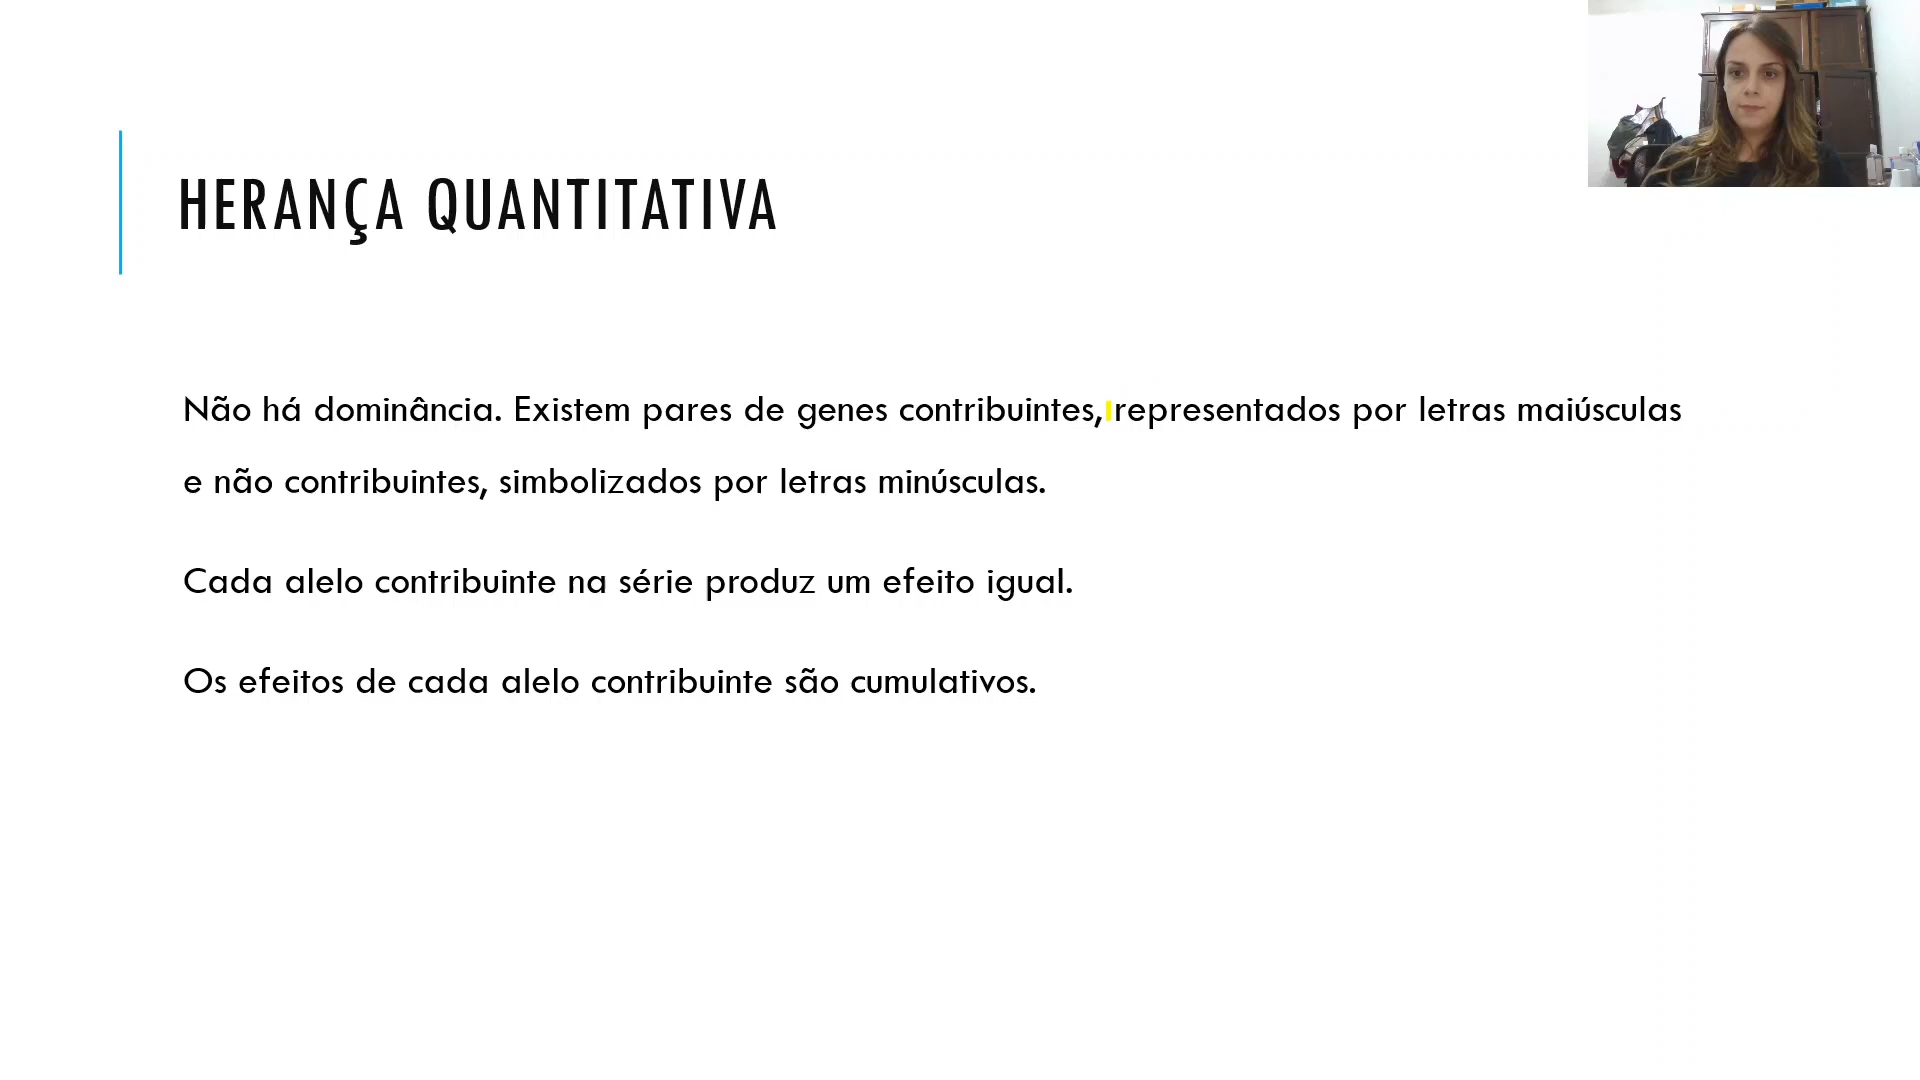 HERANÇA QUANTITATIVA
Não há dominância. Existem pares de genes contribuintes, representados por letras maiúsculas
e não contribuintes, simbolizados por letras minúsculas.
Cada alelo contribuinte na série produz um efeito igual.
Os efeitos de cada alelo contribuinte são cumulativos.